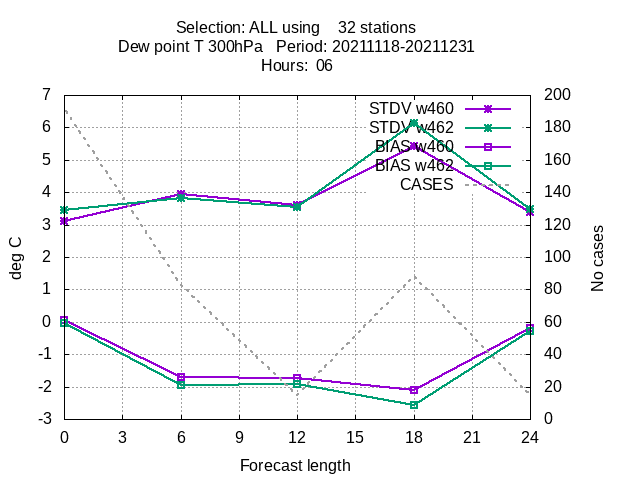 Selection: ALL using    32 stations
Dew point T 300hPa   Period: 20211118-20211231
Hours:  06
7
6
5
4
3
2
1
0
-1
-2
-3
200
180
160
140
120
100
80
60
40
20
0
STDV w460
STDV w462
BIAS w460
BIAS w462
CASES
deg C
No cases
0 3 6 9 12 15 18 21 24
Forecast length